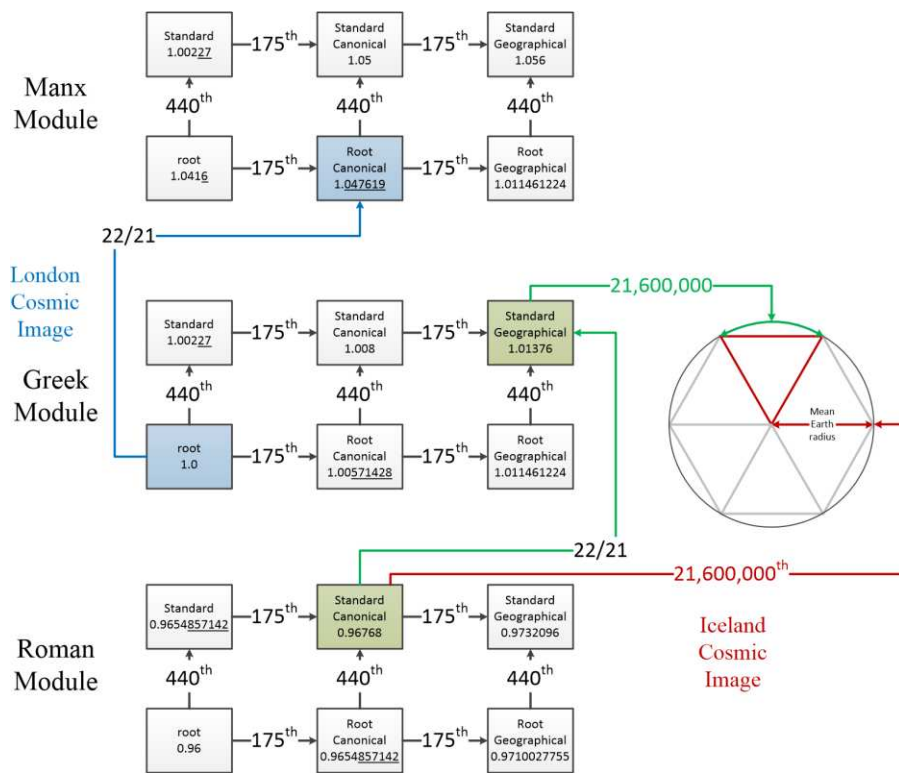 Standard
1.00227
175th
Standard
Canonical
1.05
175th
Standard
Geographical
1.056
Manx
Module
440th
440th
440th
root
1.0416
175th
Root
Canonical
1.047619
175th
Root
Geographical
1.011461224
22/21
London
Cosmic
Image
21,600,000
Standard
1.00227
175th
Standard
Canonical
1.008
175th
Standard
Geographical
1.01376
Greek
Module
440th
440th
440th
Mean
Earth
radius
root
1.0
175th
Root
Canonical
1.00571428
175th
Root
Geographical
1.011461224
22/21
21,600,000th
Standard
0.9654857142
175th
Standard
Canonical
0.96768
175th
Standard
Geographical
0.9732096
Iceland
Cosmic
Image
Roman
Module
440th
440th
440th
root
0.96
175th
Root
Canonical
0.9654857142
175th
Root
Geographical
0.9710027755